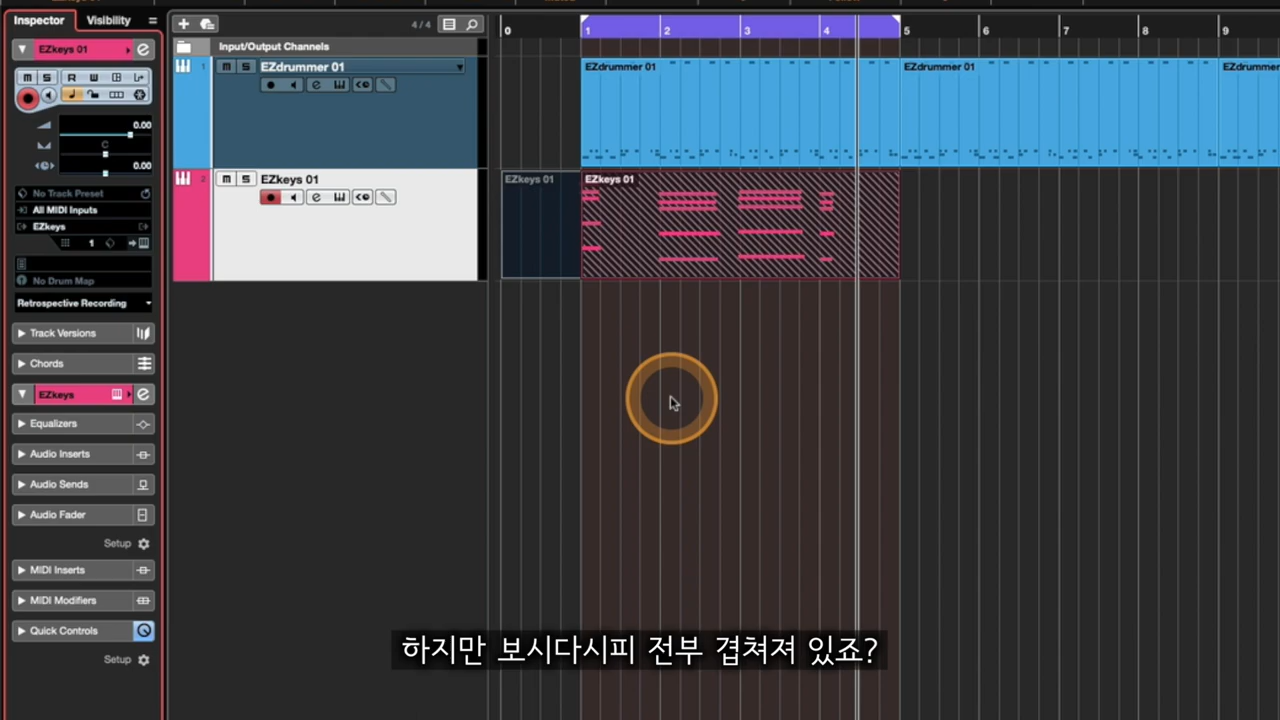 Inspector Visibility
EZkeys 01
M S R W
0.00
C
0.00
No Track Preset
All MIDI Inputs
EZkeys
1
No Drum Map
Retrospective Recording
Track Versions
Chords
EZkeys
Equalizers
Audio Inserts
Audio Sends
Audio Fader
Setup
MIDI Inserts
MIDI Modifiers
Quick Controls
Setup
4/4
Input/Output Channels
1 M S EZdrummer 01
2 M S EZkeys 01
0 1 2 3 4 5 6 7 8 9
EZdrummer 01 EZdrummer 01 EZdrummer
EZkeys 01 EZkeys 01
하지만 보시다시피 전부 겹쳐져 있죠?